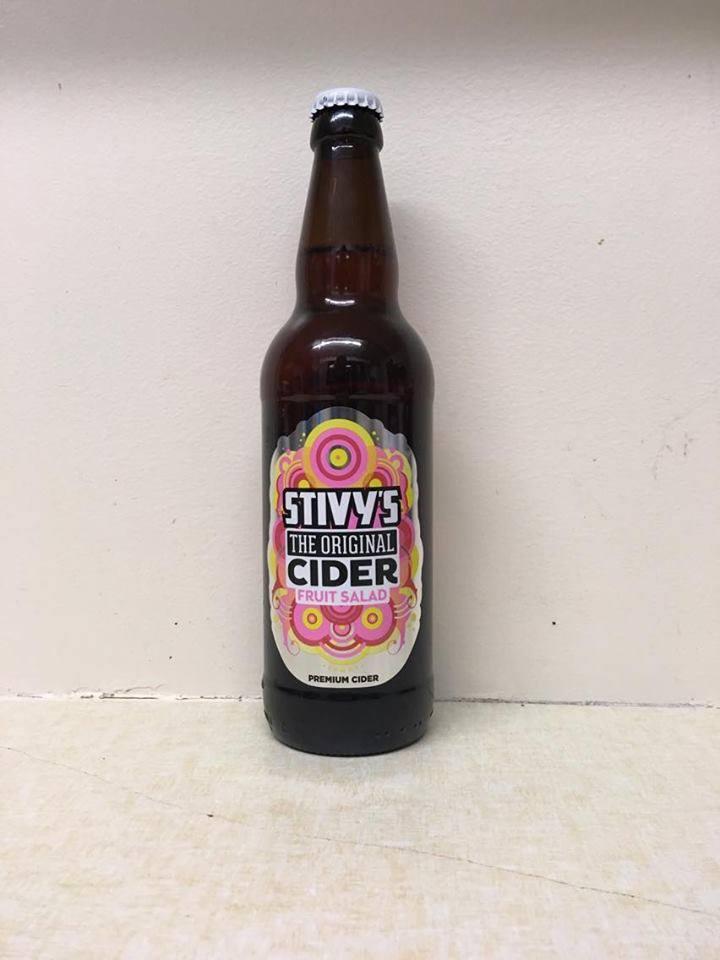 STIVY'S
THE ORIGINAL
CIDER
FRUIT SALAD
PREMIUM CIDER